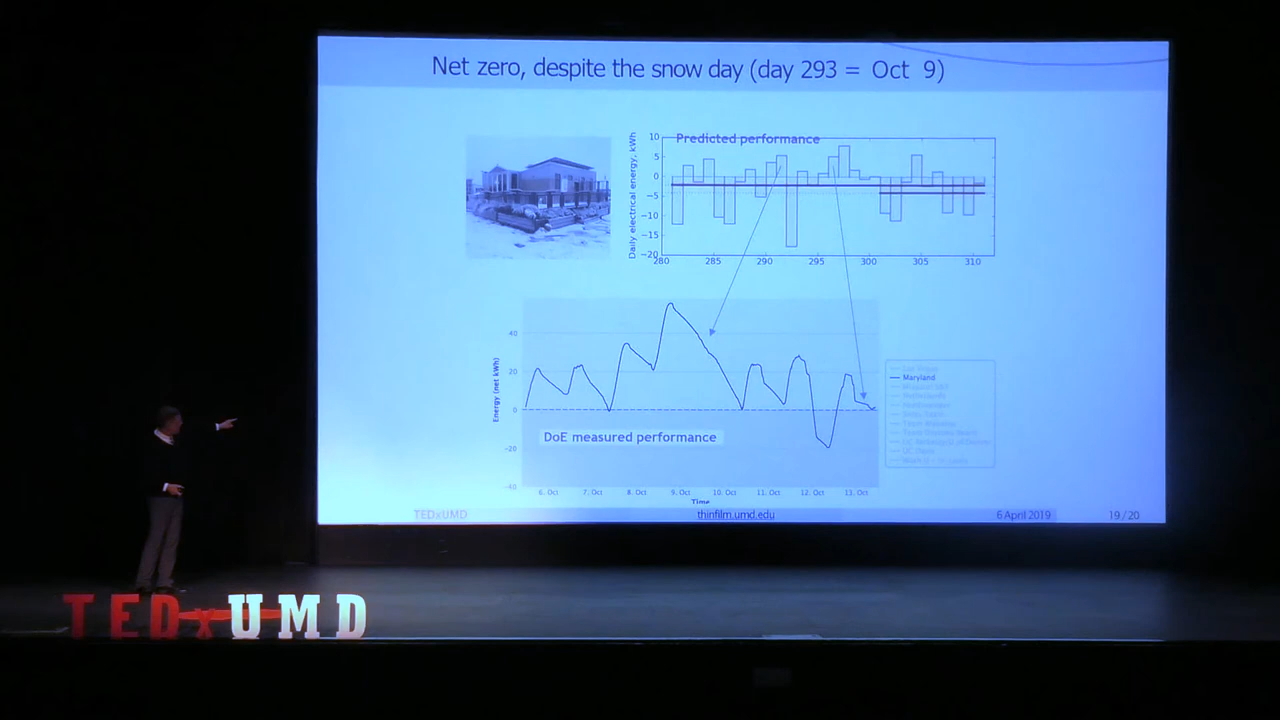 Net zero, despite the snow day (day 293 = Oct 9)
Predicted performance
Daily electrical energy, kWh
10
5
0
−5
−10
−15
−20
280 285 290 295 300 305 310
Energy (net kWh)
40
20
0
−20
−40
DoE measured performance
6. Oct 7. Oct 8. Oct 9. Oct 10. Oct 11. Oct 12. Oct 13. Oct
Time
Maryland
TEDxUMD thinfilm.umd.edu 6 April 2019 19 / 20
TEDxUMD